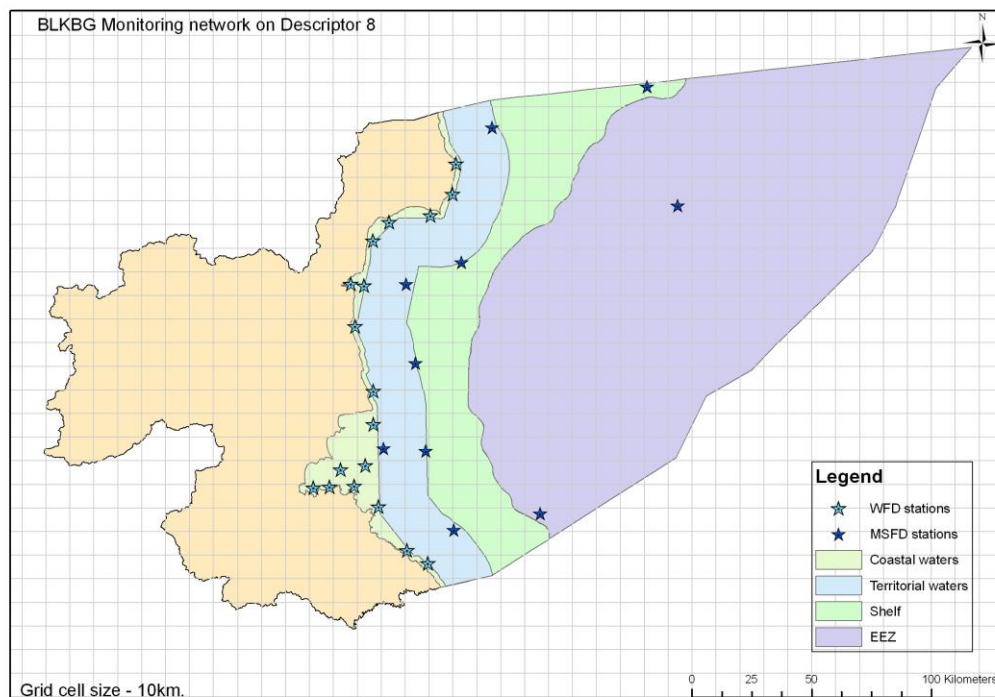 BLKBG Monitoring network on Descriptor 8
N
Legend
WFD stations
MSFD stations
Coastal waters
Territorial waters
Shelf
EEZ
Grid cell size - 10km.
0 25 50 100 Kilometers